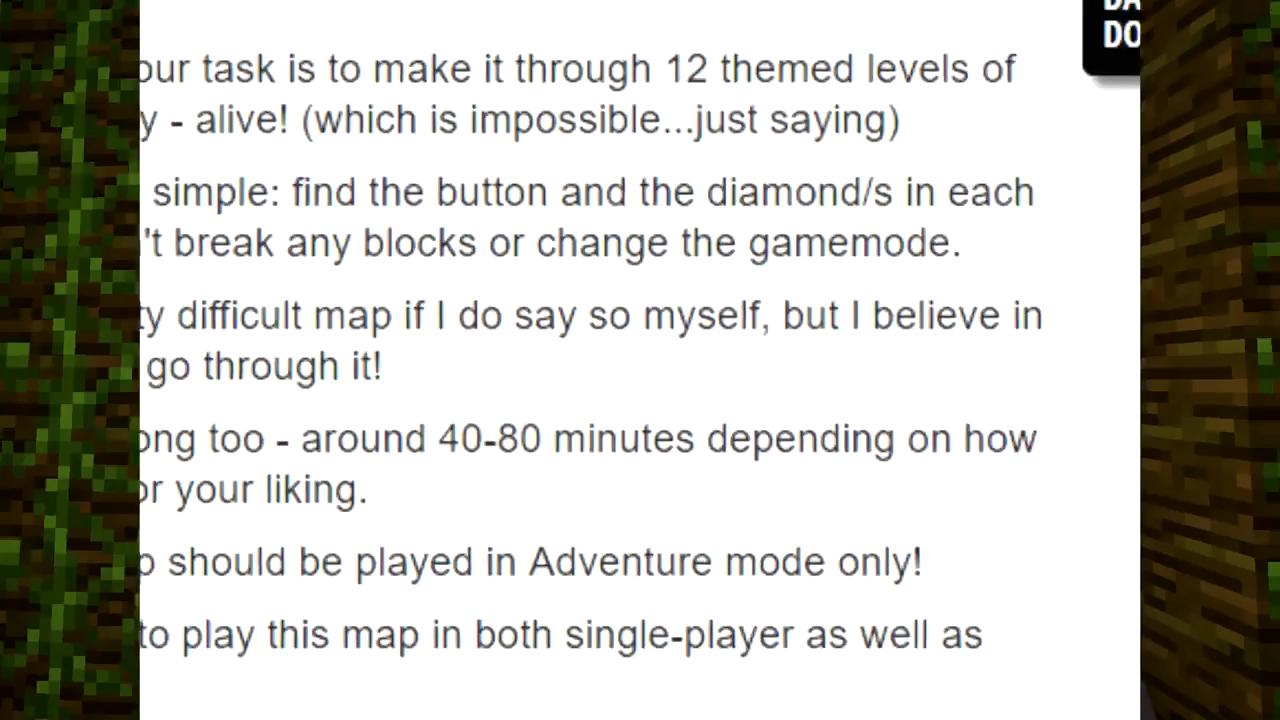 DO
our task is to make it through 12 themed levels of
y - alive! (which is impossible...just saying)
simple: find the button and the diamond/s in each
't break any blocks or change the gamemode.
ty difficult map if I do say so myself, but I believe in
go through it!
ong too - around 40-80 minutes depending on how
or your liking.
should be played in Adventure mode only!
to play this map in both single-player as well as